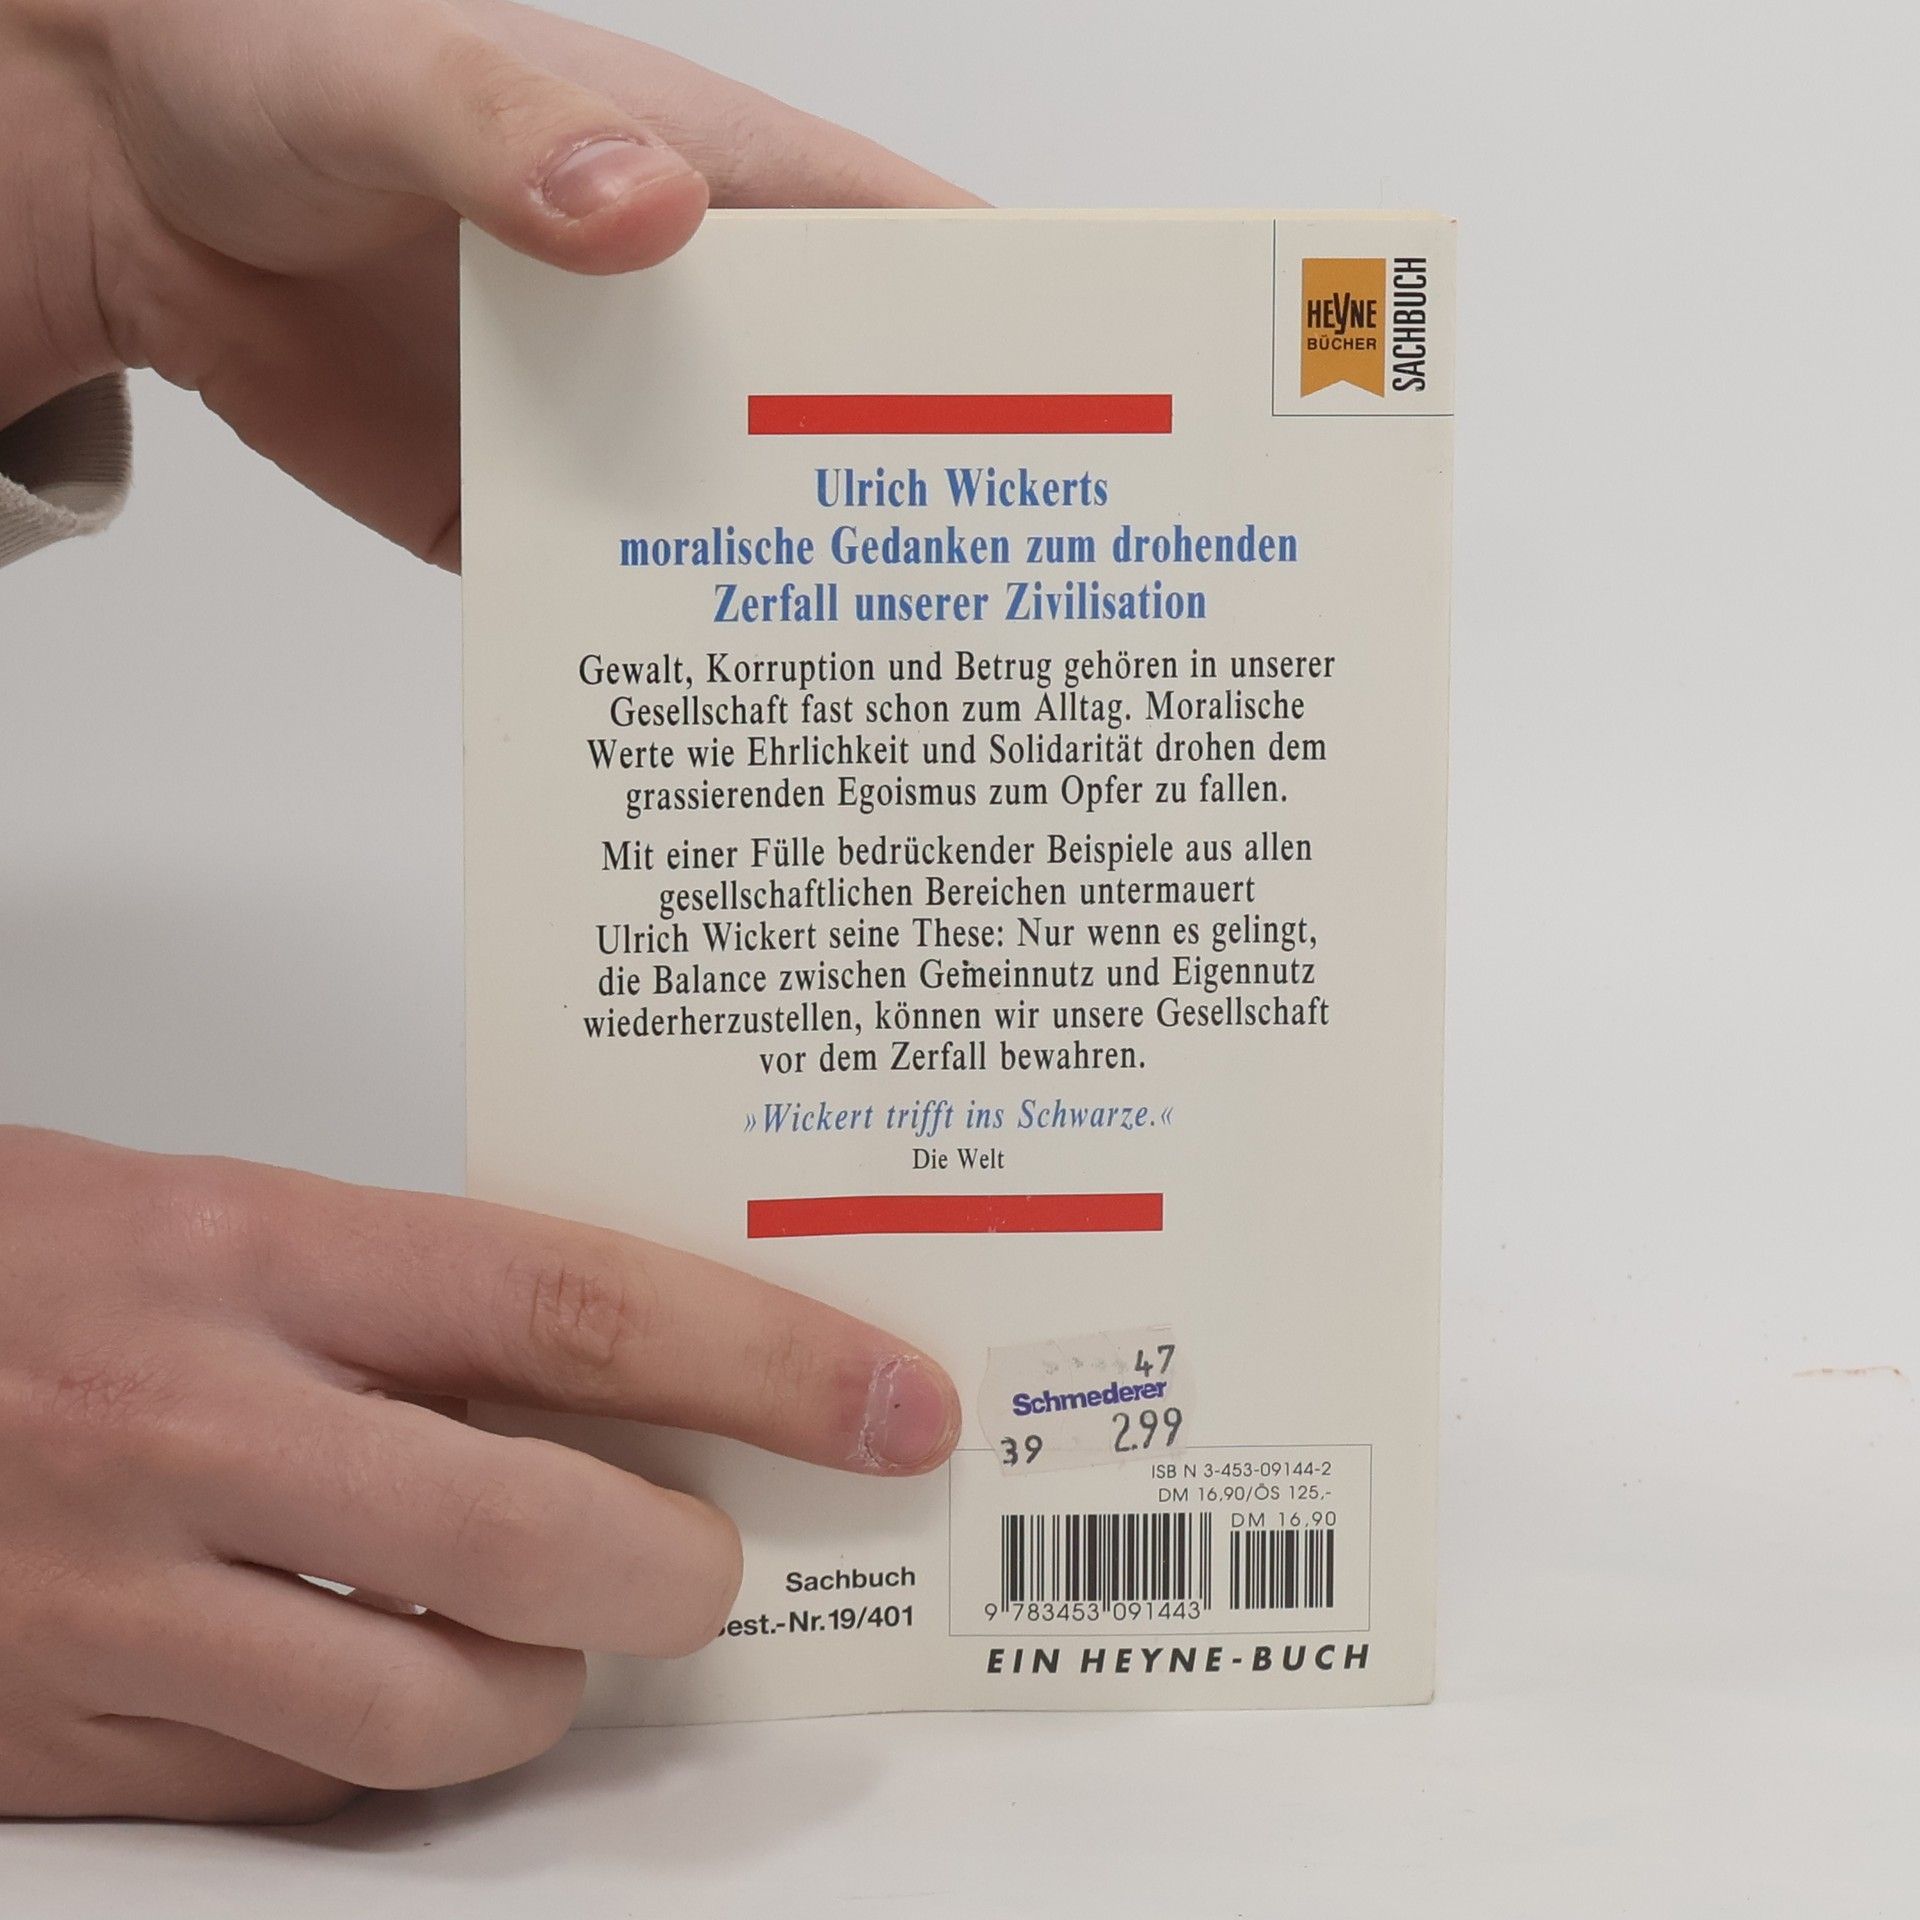 HEYNE
BÜCHER
SACHBUCH
Ulrich Wickerts
moralische Gedanken zum drohenden
Zerfall unserer Zivilisation
Gewalt, Korruption und Betrug gehören in unserer
Gesellschaft fast schon zum Alltag. Moralische
Werte wie Ehrlichkeit und Solidarität drohen dem
grassierenden Egoismus zum Opfer zu fallen.
Mit einer Fülle bedrückender Beispiele aus allen
gesellschaftlichen Bereichen untermauert
Ulrich Wickert seine These: Nur wenn es gelingt,
die Balance zwischen Gemeinnutz und Eigennutz
wiederherzustellen, können wir unsere Gesellschaft
vor dem Zerfall bewahren.
»Wickert trifft ins Schwarze.«
Die Welt
47
Schmederer
39 2.99
ISBN 3-453-09144-2
DM 16,90/ÖS 125,-
DM 16,90
9 783453 091443
Sachbuch
est.-Nr.19/401
EIN HEYNE-BUCH